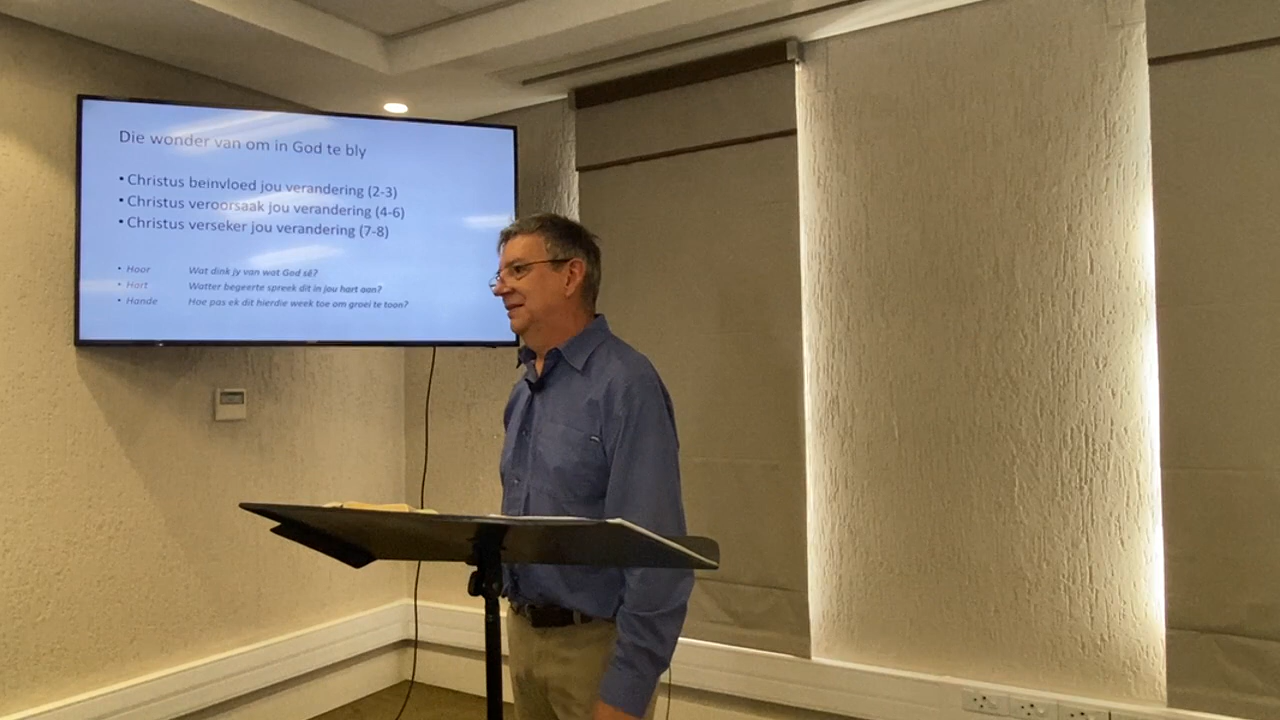 Die wonder van om in God te bly
• Christus beïnvloed jou verandering (2-3)
• Christus veroorsaak jou verandering (4-6)
• Christus verseker jou verandering (7-8)
• Hoor Wat dink jy van wat God sê?
• Hart Watter begeerte spreek dit in jou hart aan?
• Hande Hoe pas ek dit hierdie week toe om groei te toon?